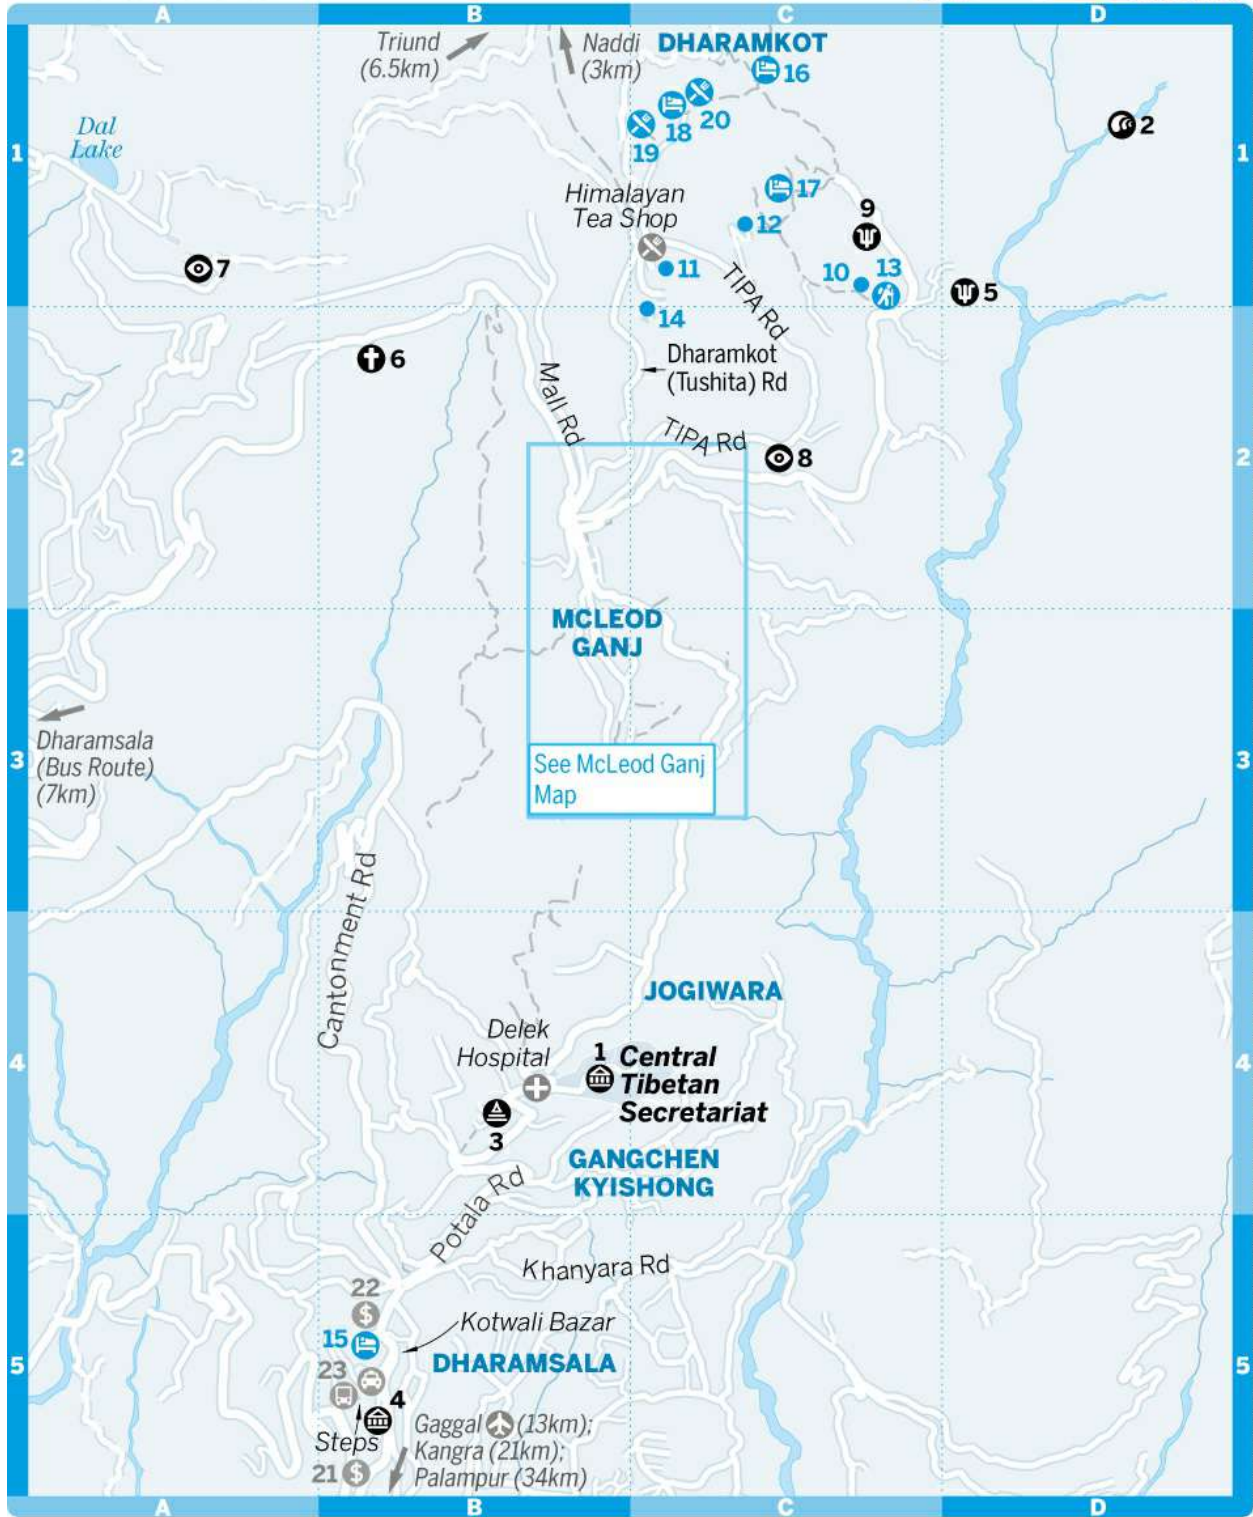 A
B
C
D
Triund
(6.5km)
Naddi
(3km)
DHARAMKOT
16
20
18
19
2
Dal
Lake
1
1
17
Himalayan
Tea Shop
12
9
7
11
10
13
5
TIPA Rd
14
6
Dharamkot
(Tushita) Rd
Mall Rd
TIPA Rd
8
2
2
MCLEOD
GANJ
Dharamsala
(Bus Route)
(7km)
3
3
See McLeod Ganj
Map
Cantonment Rd
JOGIWARA
Delek
Hospital
1
Central
Tibetan
Secretariat
4
4
3
GANGCHEN
KYISHONG
Potala Rd
Khanyara Rd
22
$
Kotwali Bazar
15
DHARAMSALA
5
5
23
4
Steps
Gaggal (13km);
Kangra (21km);
Palampur (34km)
21
$
A
B
C
D